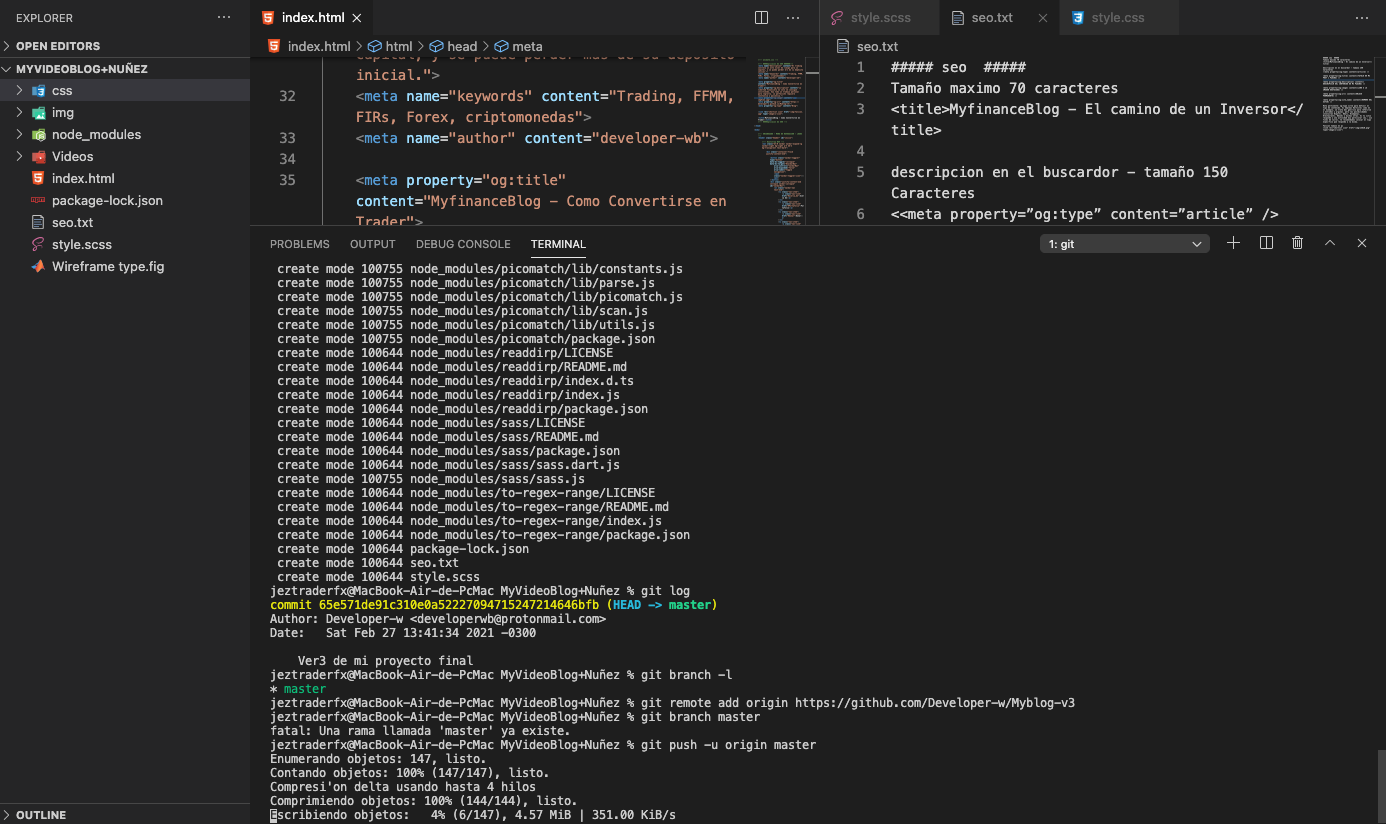 EXPLORER
OPEN EDITORS
MYVIDEOBLOG+NUÑEZ
css
img
node_modules
Videos
index.html
package-lock.json
seo.txt
style.scss
Wireframe type.fig
OUTLINE
index.html
index.html > html > head > meta
capital, y se puede perder más de su depósito
inicial.">
32 <meta name="keywords" content="Trading, FFMM,
FIRs, Forex, criptomonedas">
33 <meta name="author" content="developer-wb">
34
35 <meta property="og:title"
content="MyfinanceBlog - Como Convertirse en
Trader">
style.scss
seo.txt
style.css
seo.txt
1 ##### seo  #####
2 Tamaño maximo 70 caracteres
3 <title>MyfinanceBlog - El camino de un Inversor</
title>
4
5 descripcion en el buscardor - tamaño 150
Caracteres
6 <<meta property=”og:type” content=”article” />
PROBLEMS OUTPUT DEBUG CONSOLE TERMINAL
1: git
create mode 100755 node_modules/picomatch/lib/constants.js
create mode 100755 node_modules/picomatch/lib/parse.js
create mode 100755 node_modules/picomatch/lib/picomatch.js
create mode 100755 node_modules/picomatch/lib/scan.js
create mode 100755 node_modules/picomatch/lib/utils.js
create mode 100755 node_modules/picomatch/package.json
create mode 100644 node_modules/readdirp/LICENSE
create mode 100644 node_modules/readdirp/README.md
create mode 100644 node_modules/readdirp/index.d.ts
create mode 100644 node_modules/readdirp/index.js
create mode 100644 node_modules/readdirp/package.json
create mode 100644 node_modules/sass/LICENSE
create mode 100644 node_modules/sass/README.md
create mode 100644 node_modules/sass/package.json
create mode 100644 node_modules/sass/sass.dart.js
create mode 100755 node_modules/sass/sass.js
create mode 100644 node_modules/to-regex-range/LICENSE
create mode 100644 node_modules/to-regex-range/README.md
create mode 100644 node_modules/to-regex-range/index.js
create mode 100644 node_modules/to-regex-range/package.json
create mode 100644 package-lock.json
create mode 100644 seo.txt
create mode 100644 style.scss
jeztraderfx@MacBook-Air-de-PcMac MyVideoBlog+Nuñez % git log
commit 65e571de91c310e0a52227094715247214646bfb (HEAD -> master)
Author: Developer-w <developerwb@protonmail.com>
Date:   Sat Feb 27 13:41:34 2021 -0300
Ver3 de mi proyecto final
jeztraderfx@MacBook-Air-de-PcMac MyVideoBlog+Nuñez % git branch -l
* master
jeztraderfx@MacBook-Air-de-PcMac MyVideoBlog+Nuñez % git remote add origin https://github.com/Developer-w/Myblog-v3
jeztraderfx@MacBook-Air-de-PcMac MyVideoBlog+Nuñez % git branch master
fatal: Una rama llamada 'master' ya existe.
jeztraderfx@MacBook-Air-de-PcMac MyVideoBlog+Nuñez % git push -u origin master
Enumerando objetos: 147, listo.
Contando objetos: 100% (147/147), listo.
Compresi'on delta usando hasta 4 hilos
Comprimiendo objetos: 100% (144/144), listo.
Escribiendo objetos:   4% (6/147), 4.57 MiB | 351.00 KiB/s